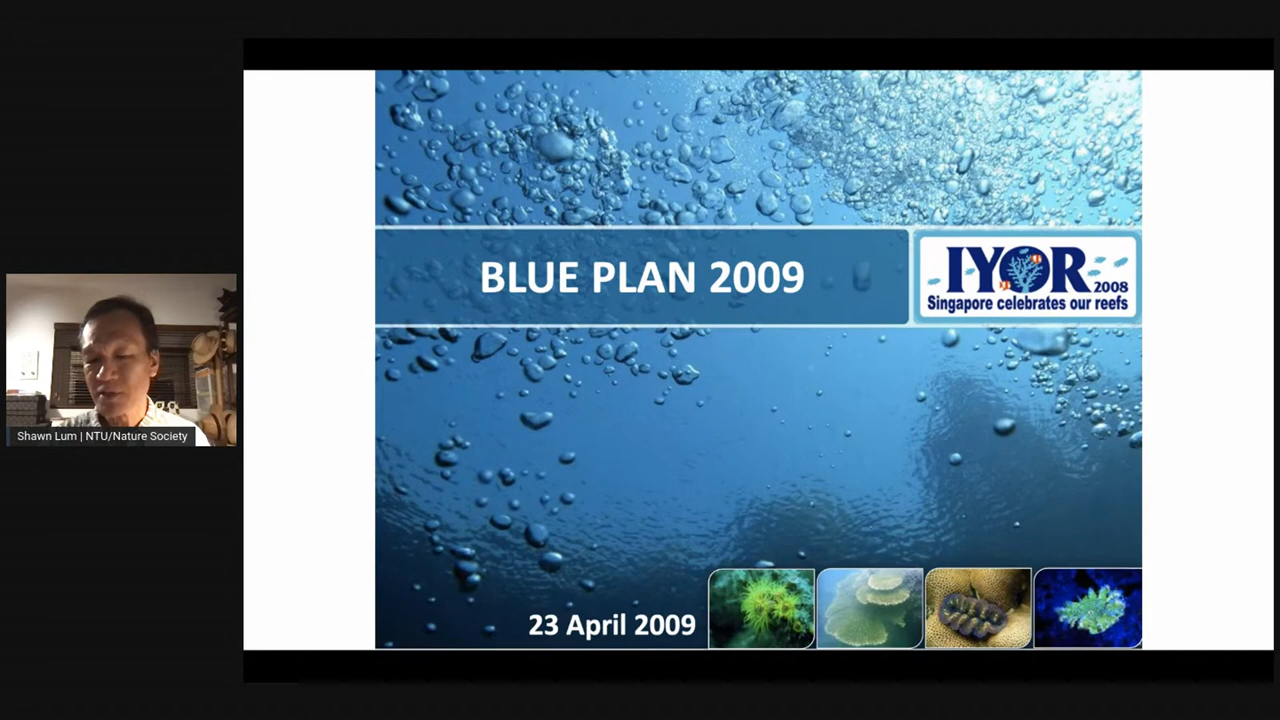 BLUE PLAN 2009
IYOR 2008
Singapore celebrates our reefs
Shawn Lum | NTU/Nature Society
23 April 2009